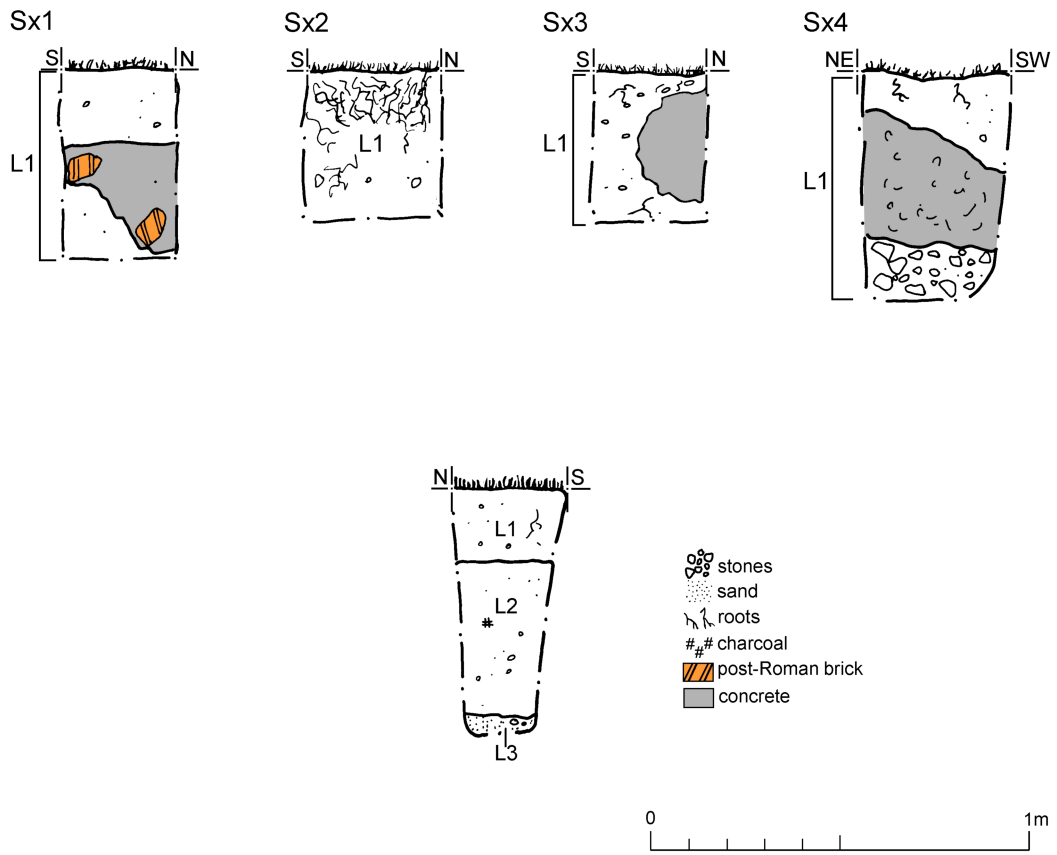 Sx1 Sx2 Sx3 Sx4
S N S N S N NE SW
L1 L1 L1 L1
N S
L1
L2
L3
stones
sand
roots
charcoal
post-Roman brick
concrete
0 1m